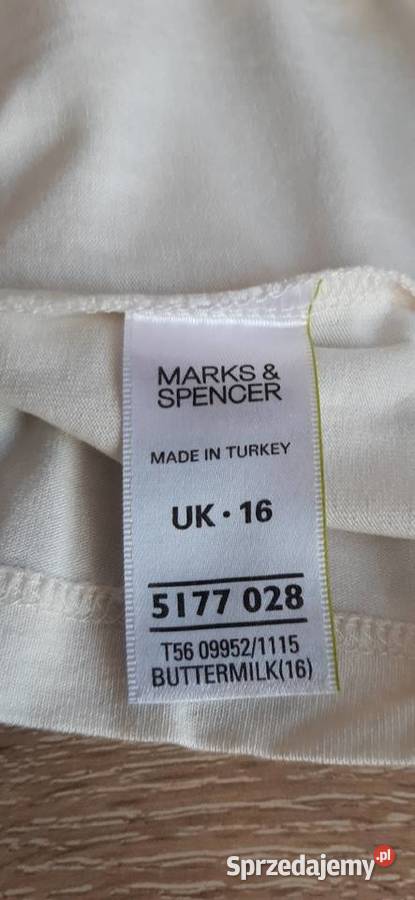 MARKS &
SPENCER
MADE IN TURKEY
UK · 16
5177 028
T56 09952/1115
BUTTERMILK(16)
Sprzedajemy.pl